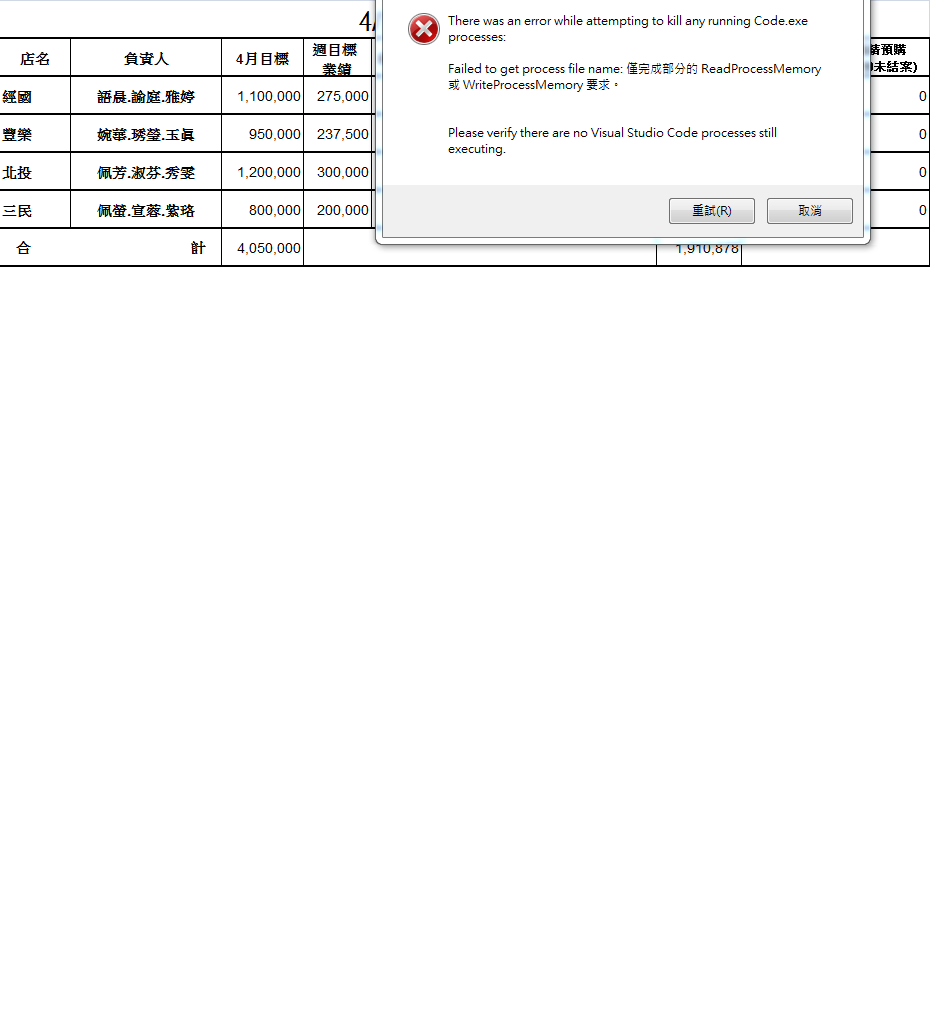 4/
店名 負責人 4月目標 週目標
業績
替預購
未結案)
經國 語晨.諭庭.雅婷 1,100,000 275,000 0
豐樂 婉華.琇瑩.玉眞 950,000 237,500 0
北投 佩芳.淑芬.秀雯 1,200,000 300,000 0
三民 佩螢.宣蓉.紫珞 800,000 200,000 0
合 計 4,050,000 1,910,878
There was an error while attempting to kill any running Code.exe
processes:
Failed to get process file name: 僅完成部分的 ReadProcessMemory
或 WriteProcessMemory 要求。
Please verify there are no Visual Studio Code processes still
executing.
重試(R) 取消